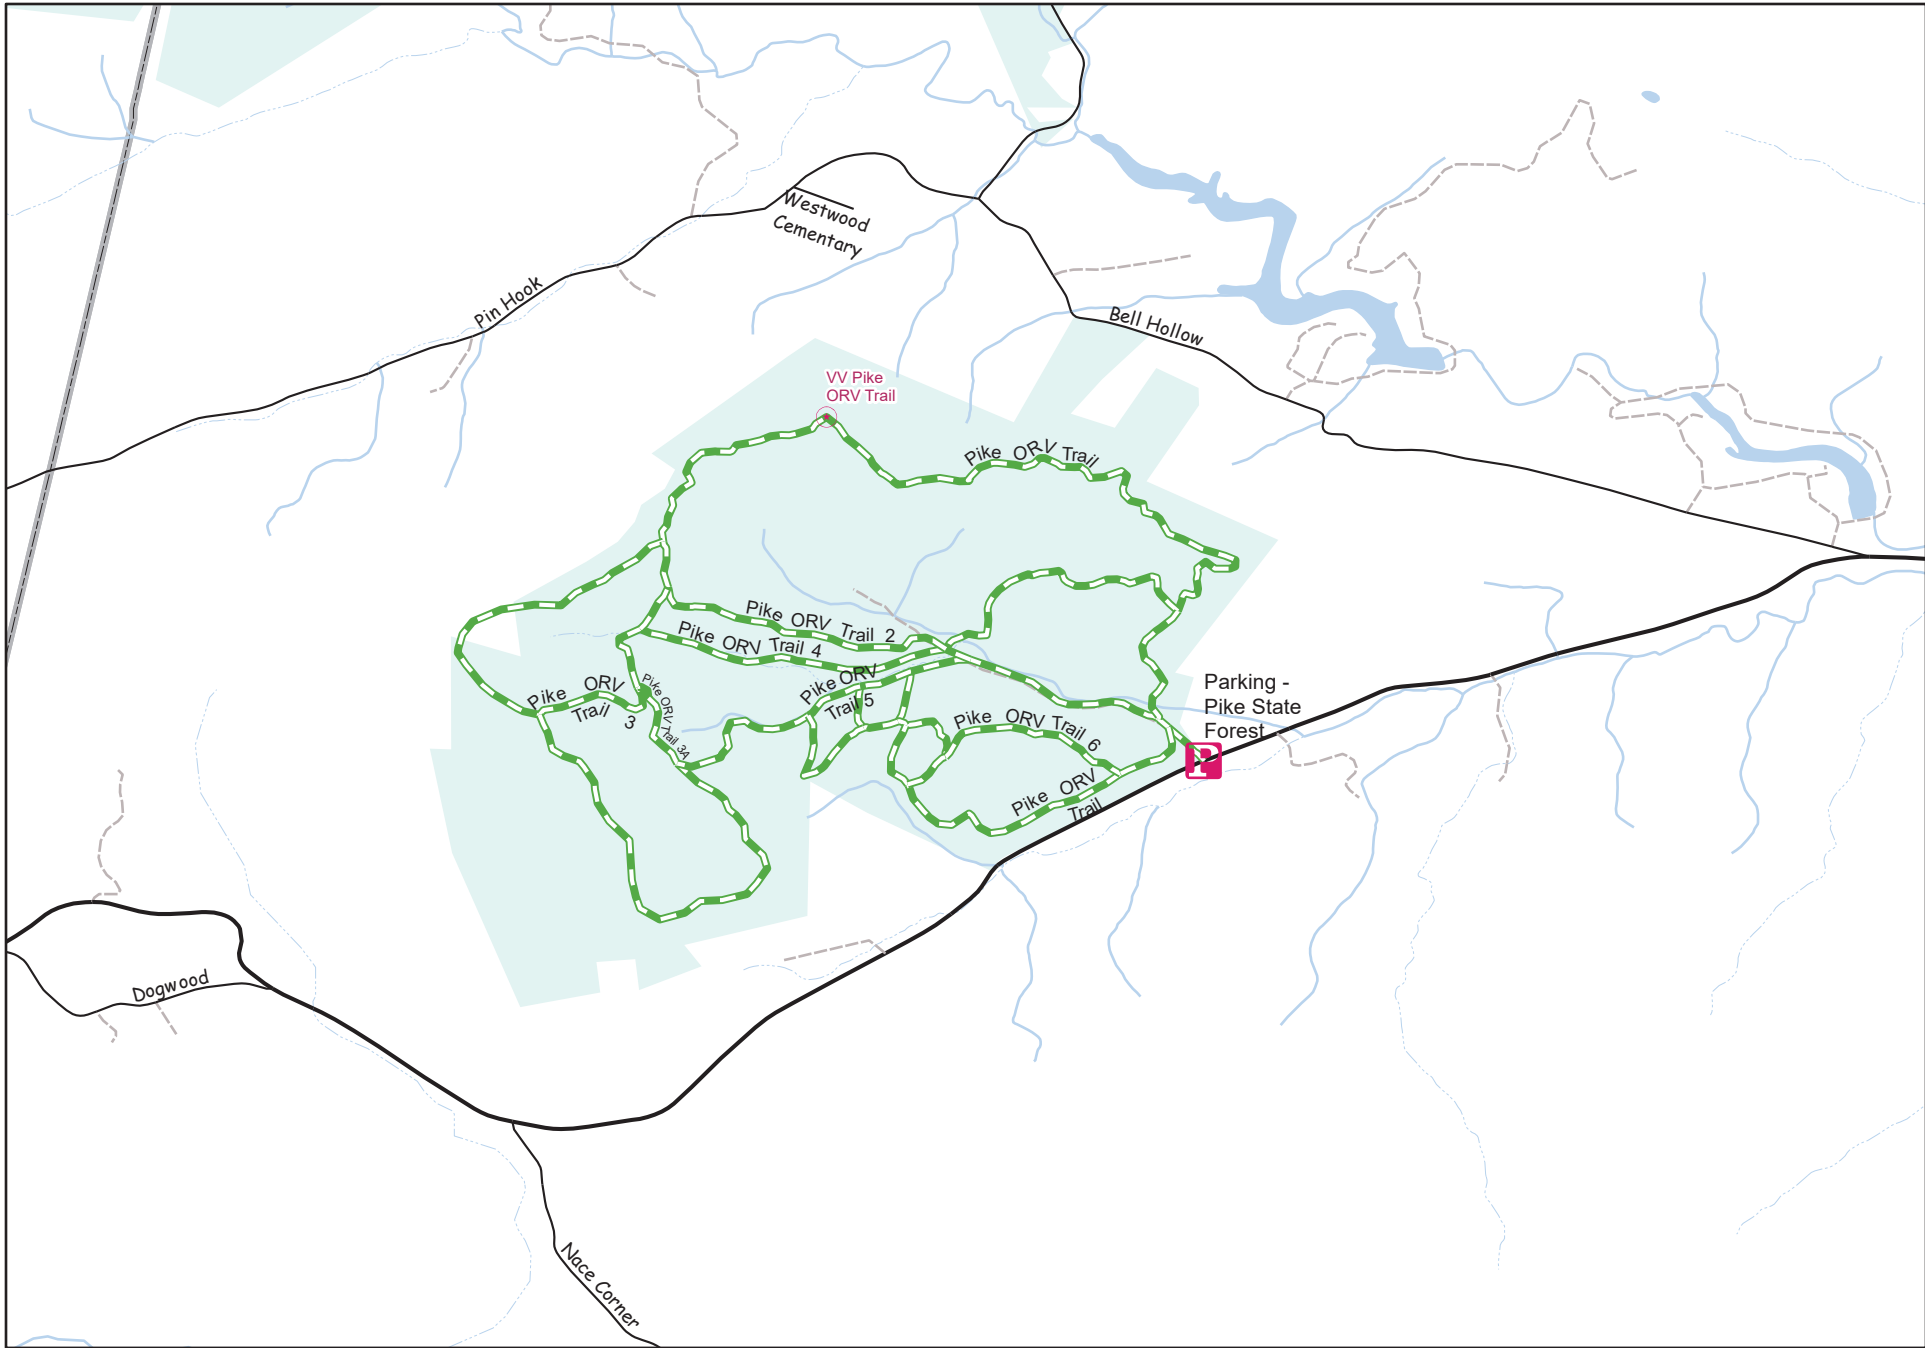 Westwood
Cementary
Pin Hook
Bell Hollow
VV Pike
ORV Trail
Pike ORV Trail
Pike ORV Trail 2
Pike ORV Trail 4
Pike ORV
Trail 5
Pike ORV
Trail 3
Pike ORV Trail 34
Parking -
Pike State
Forest
P
Pike ORV Trail 6
Pike ORV
Trail
Dogwood
Nace Corner